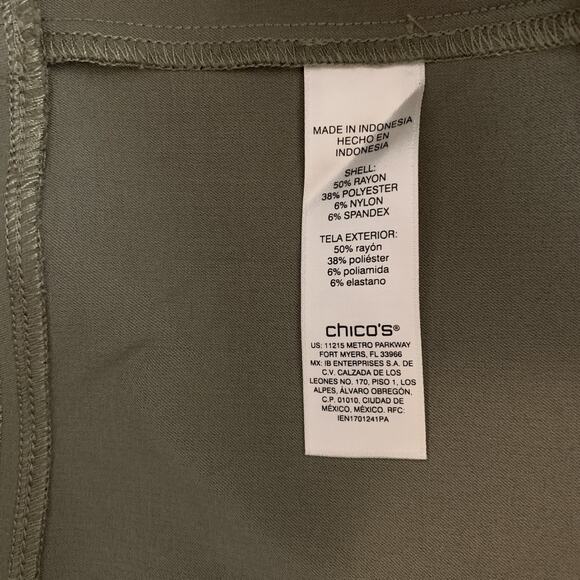 MADE IN INDONESIA
HECHO EN
INDONESIA
SHELL:
50% RAYON
38% POLYESTER
6% NYLON
6% SPANDEX
TELA EXTERIOR:
50% rayón
38% poliéster
6% poliamida
6% elastano
chico's®
US: 11215 METRO PARKWAY
FORT MYERS, FL 33966
MX: IB ENTERPRISES S.A. DE
C.V. CALZADA DE LOS
LEONES NO. 170, PISO 1, LOS
ALPES, ÁLVARO OBREGÓN,
C.P. 01010, CIUDAD DE
MÉXICO, MÉXICO. RFC:
IEN1701241PA